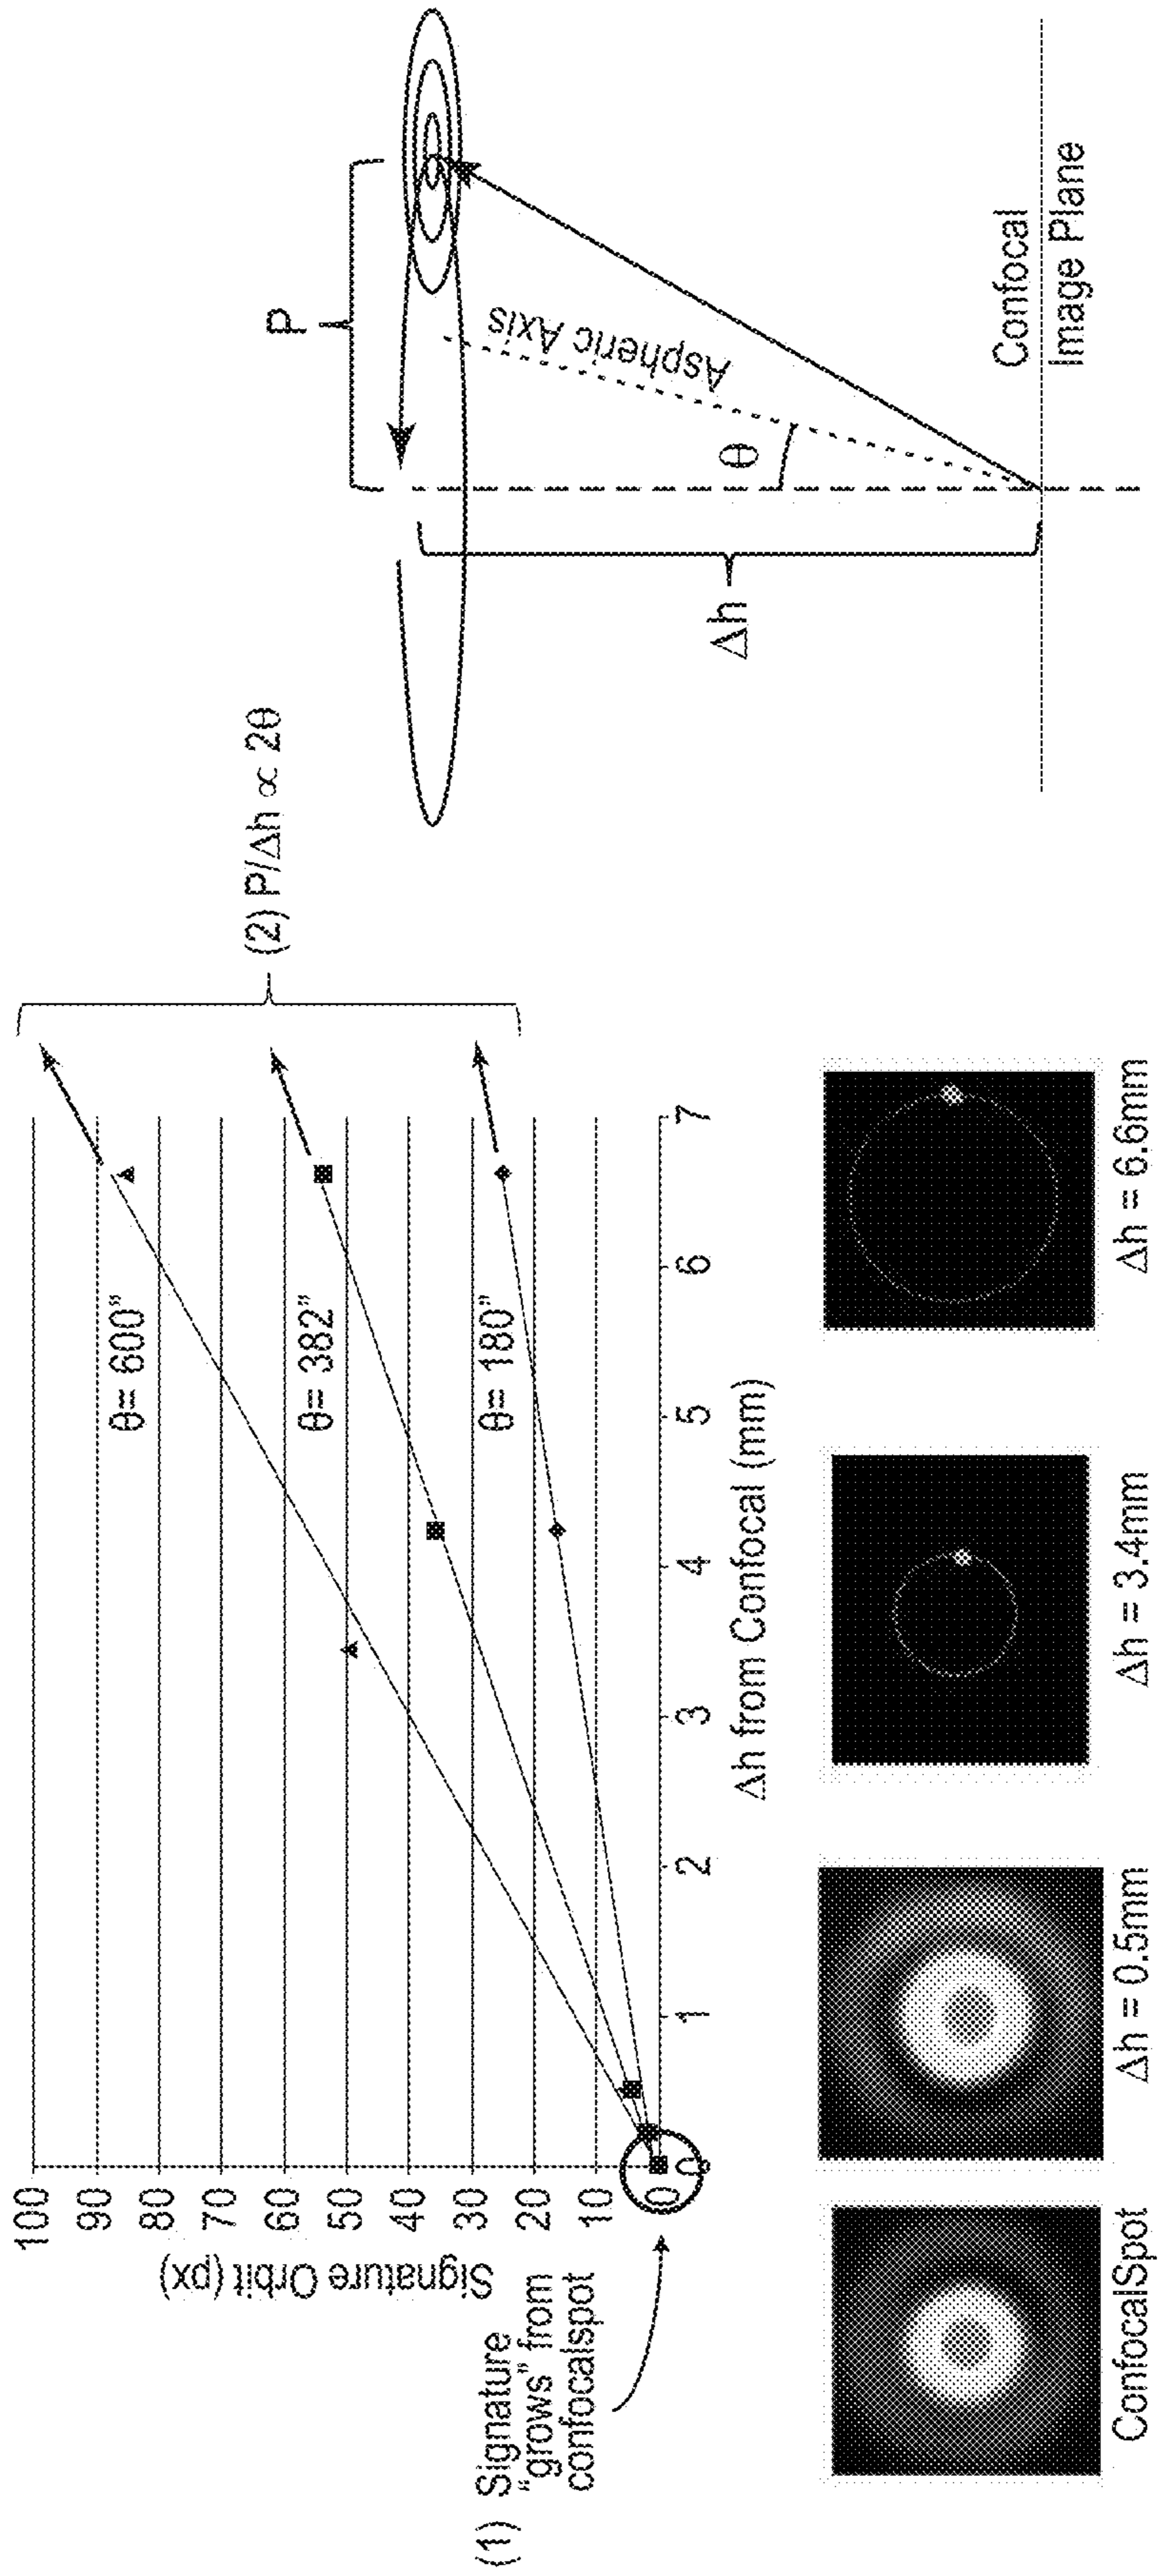 100
90
80
70
60
50
40
30
20
10
0
Signature Orbit (px)
0
1
2
3
4
5
6
7
Δh from Confocal (mm)
θ= 600"
θ= 382"
θ= 180"
(1) Signature
"grows" from
confocalspot
(2) P/Δh ∝ 2θ
ConfocalSpot
Δh = 0.5mm
Δh = 3.4mm
Δh = 6.6mm
P
Aspheric Axis
θ
Δh
Confocal
Image Plane